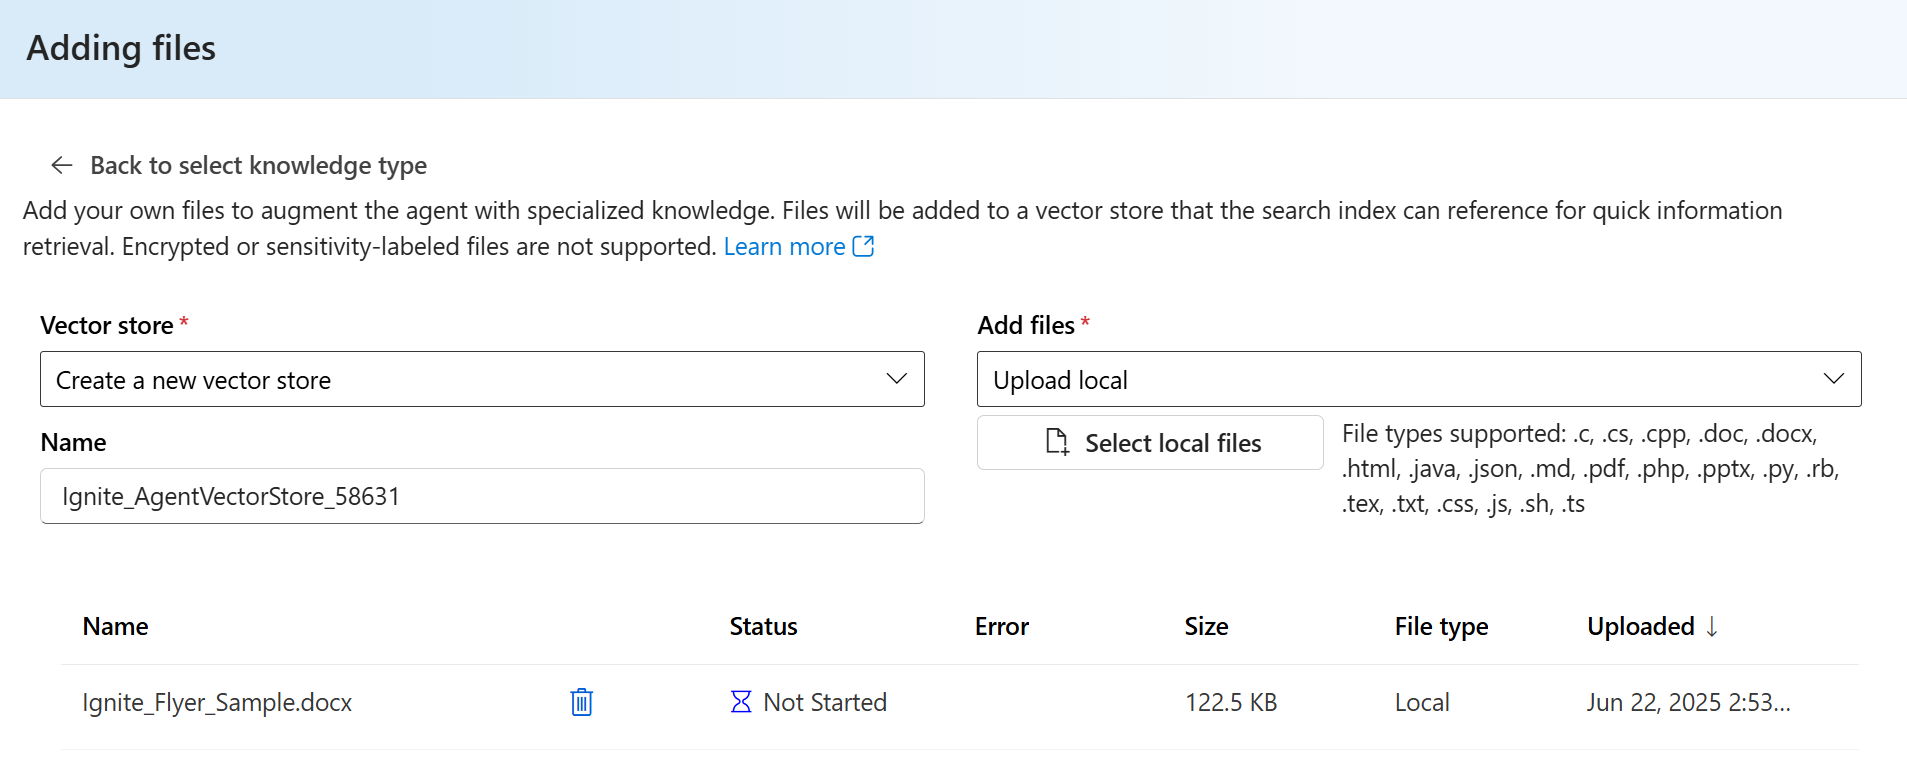 Adding files
Back to select knowledge type
Add your own files to augment the agent with specialized knowledge. Files will be added to a vector store that the search index can reference for quick information
retrieval. Encrypted or sensitivity-labeled files are not supported. Learn more
Vector store *
Create a new vector store
Name
Ignite_AgentVectorStore_58631
Add files *
Upload local
Select local files
File types supported: .c, .cs, .cpp, .doc, .docx,
.html, .java, .json, .md, .pdf, .php, .pptx, .py, .rb,
.tex, .txt, .css, .js, .sh, .ts
Name Status Error Size File type Uploaded ↓
Ignite_Flyer_Sample.docx Not Started 122.5 KB Local Jun 22, 2025 2:53...